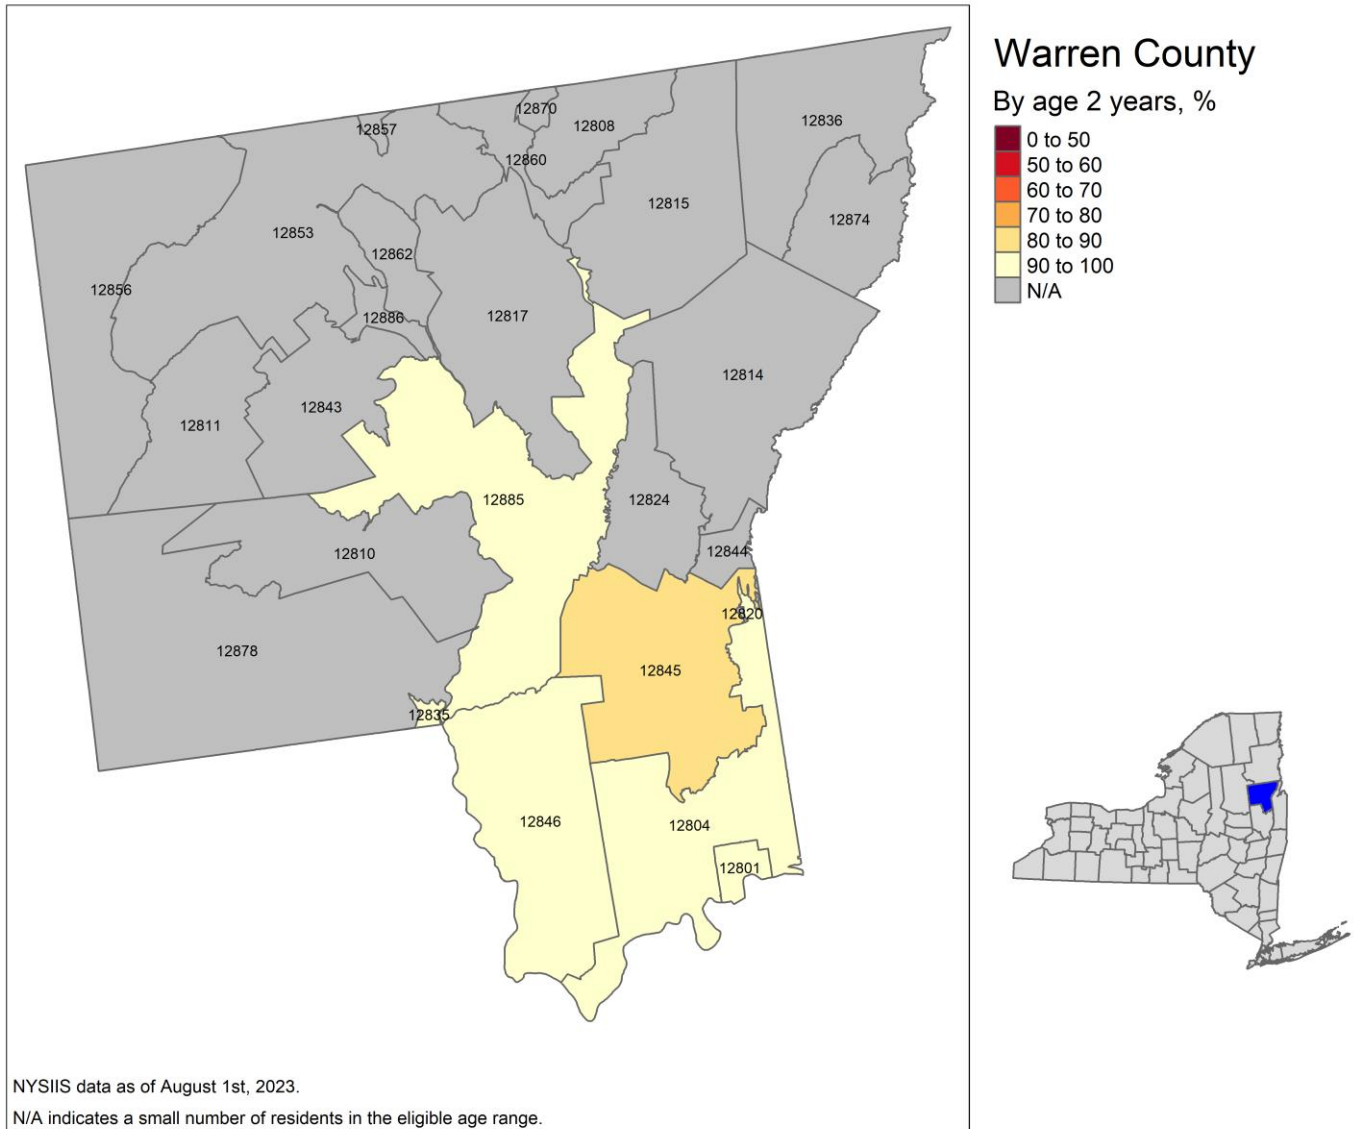 Warren County
By age 2 years, %
0 to 50
50 to 60
60 to 70
70 to 80
80 to 90
90 to 100
N/A
12870
12857
12808
12836
12860
12815
12874
12853
12862
12856
12886
12817
12814
12843
12811
12885
12824
12810
12844
12820
12878
12845
12835
12846
12804
12801
NYSIIS data as of August 1st, 2023.
N/A indicates a small number of residents in the eligible age range.